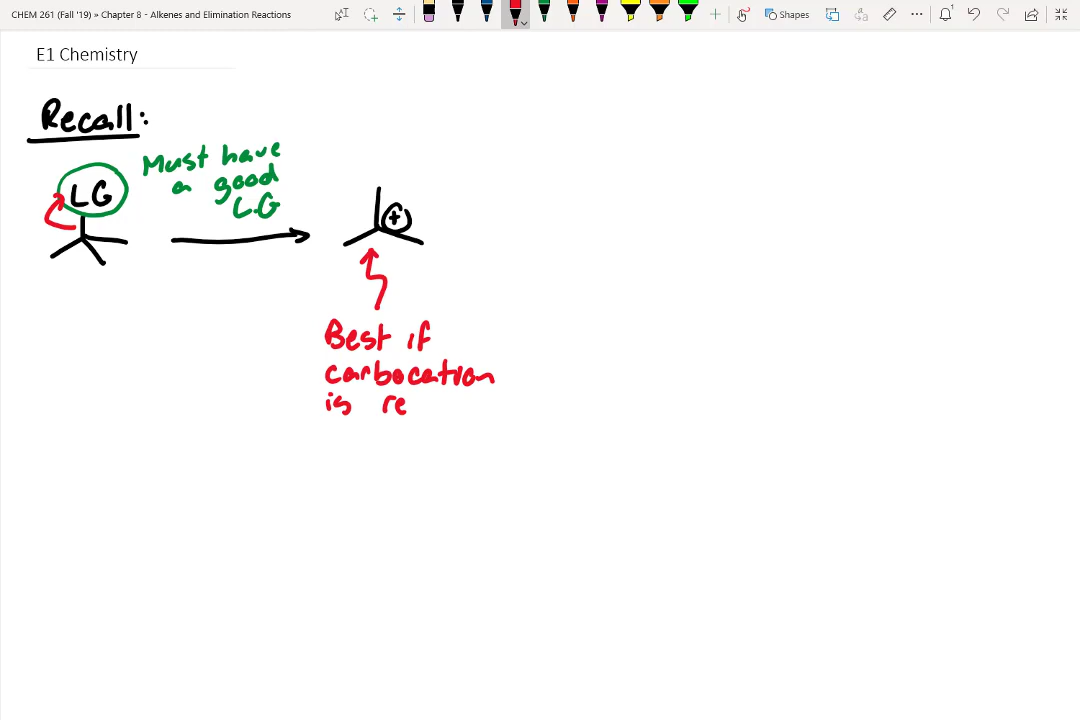 CHEM 261 (Fall '19) » Chapter 8 - Alkenes and Elimination Reactions
Shapes
E1 Chemistry
Recall:
Must have
a good
LG
LG
+
Best if
carbocation
is re